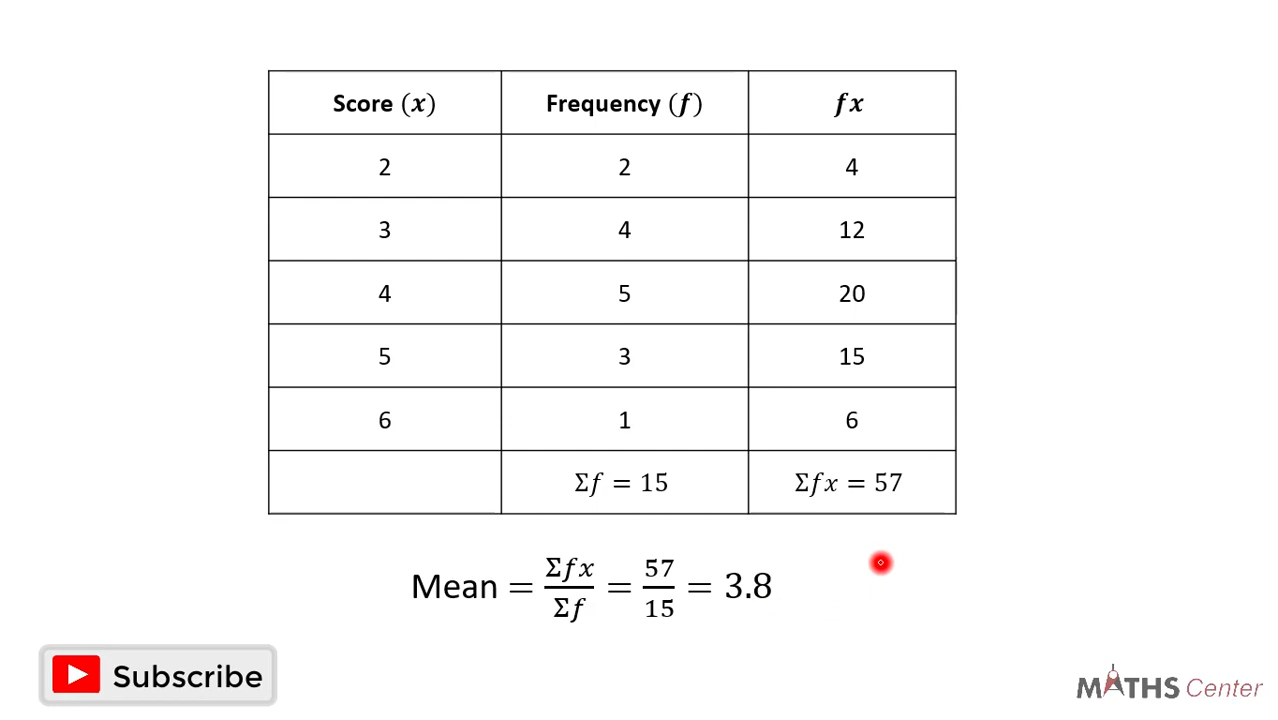 Score (x) Frequency (f) fx
2 2 4
3 4 12
4 5 20
5 3 15
6 1 6
Σf = 15 Σfx = 57
Mean = Σfx/Σf = 57/15 = 3.8
Subscribe
MATHS Center